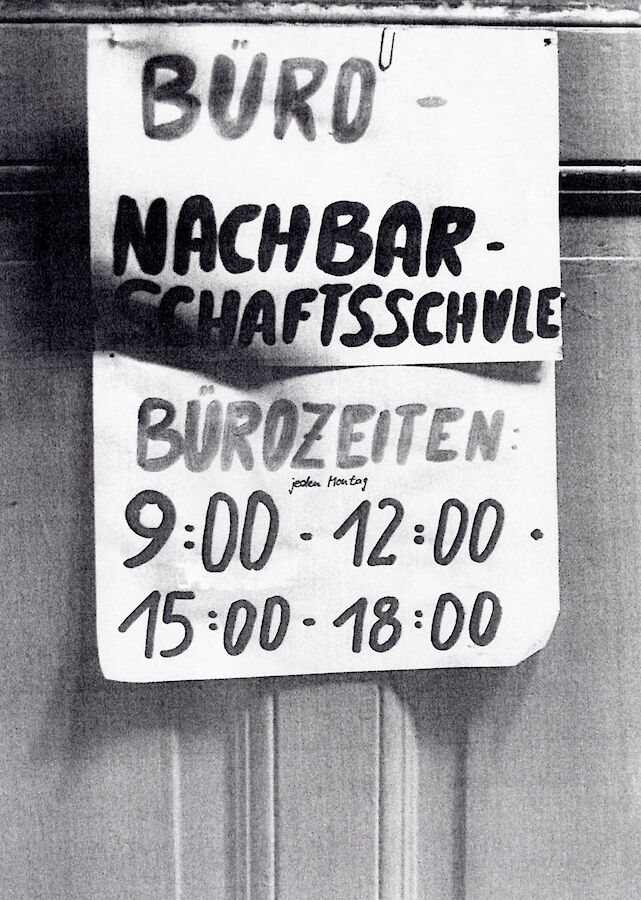 BÜRO -
NACHBAR-
SCHAFTSSCHULE
BÜROZEITEN:
jeden Montag
9:00 - 12:00 .
15:00 - 18:00